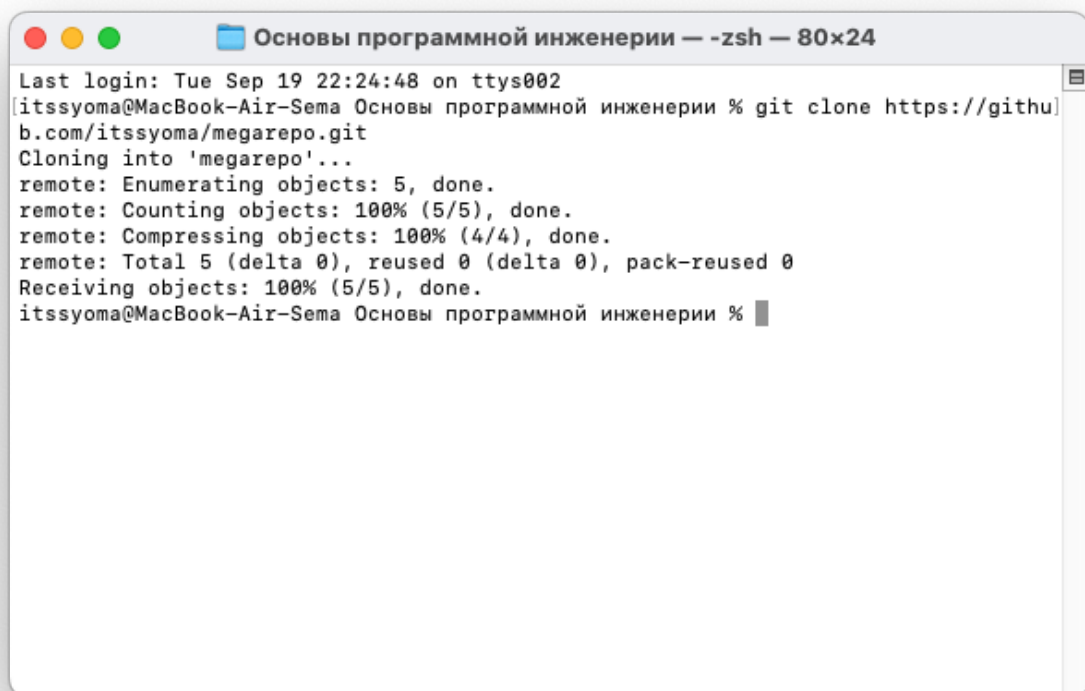 Основы программной инженерии — -zsh — 80×24
Last login: Tue Sep 19 22:24:48 on ttys002
[itssyoma@MacBook-Air-Sema Основы программной инженерии % git clone https://githu]
b.com/itssyoma/megarepo.git
Cloning into 'megarepo'...
remote: Enumerating objects: 5, done.
remote: Counting objects: 100% (5/5), done.
remote: Compressing objects: 100% (4/4), done.
remote: Total 5 (delta 0), reused 0 (delta 0), pack-reused 0
Receiving objects: 100% (5/5), done.
itssyoma@MacBook-Air-Sema Основы программной инженерии %